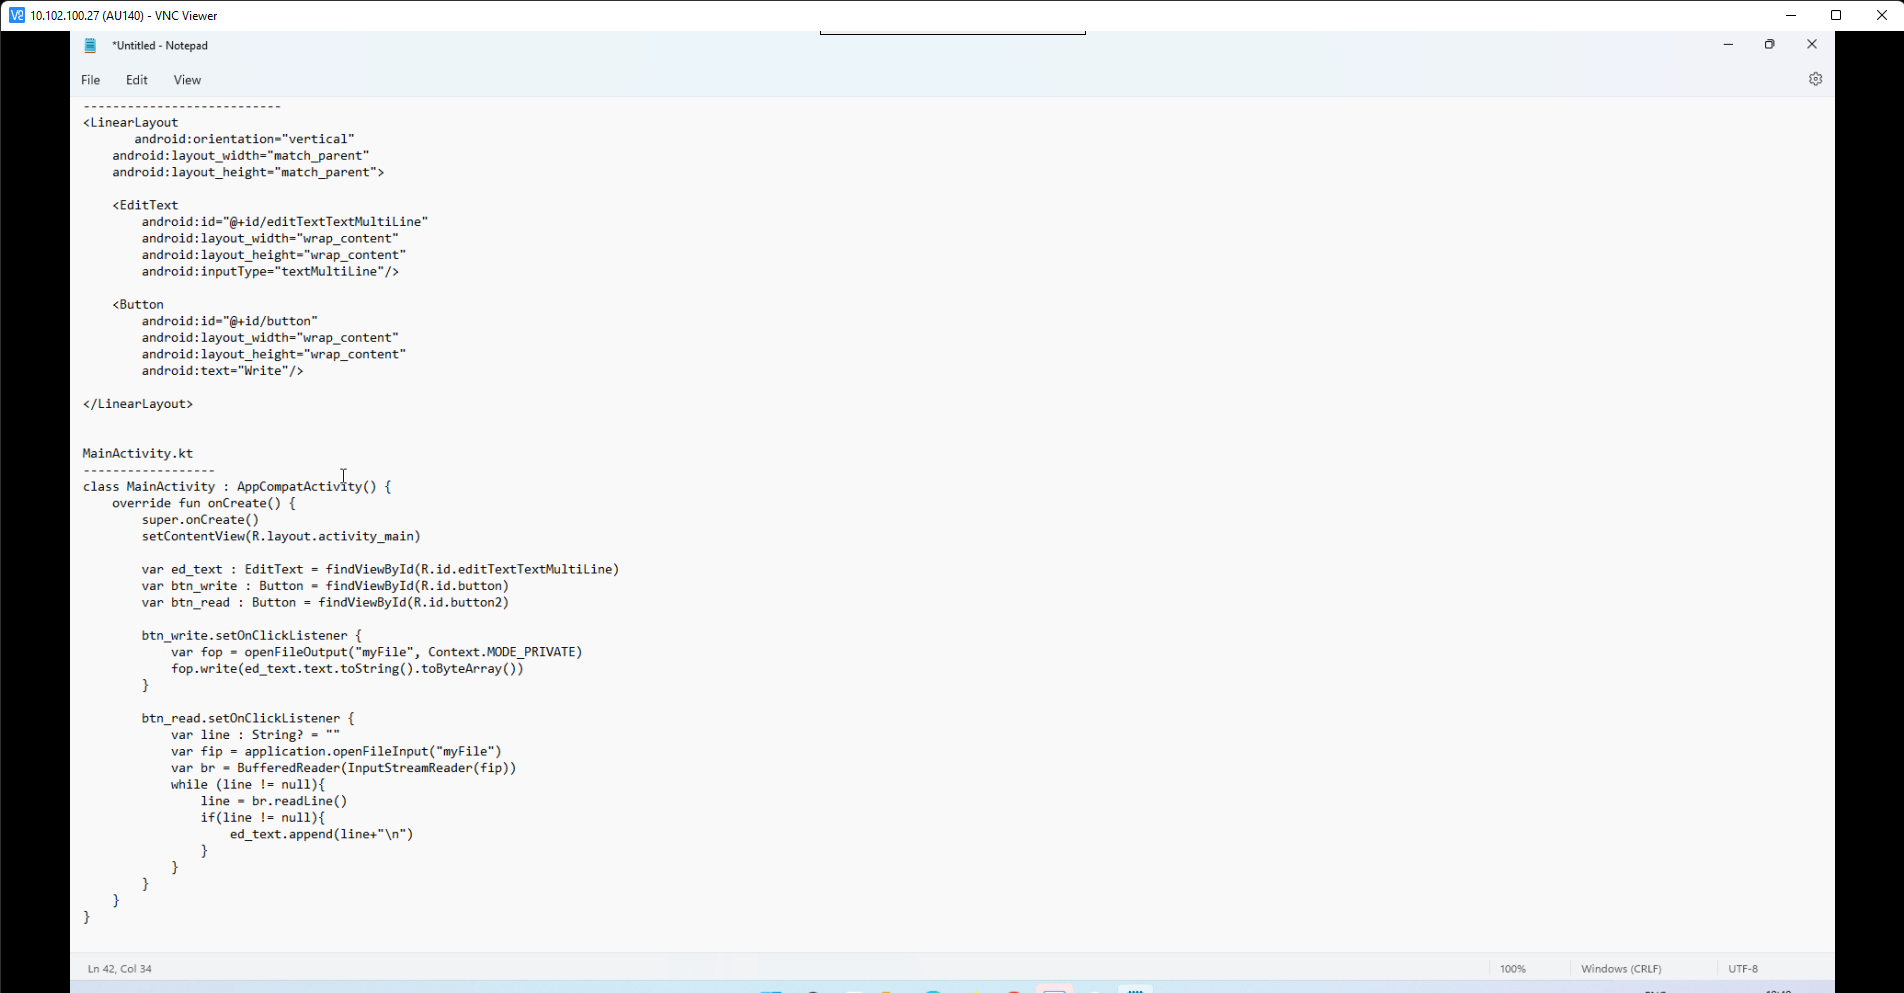 10.102.100.27 (AU140) - VNC Viewer
*Untitled - Notepad
File Edit View
---------------------------
<LinearLayout
       android:orientation="vertical"
    android:layout_width="match_parent"
    android:layout_height="match_parent">
    <EditText
        android:id="@+id/editTextTextMultiLine"
        android:layout_width="wrap_content"
        android:layout_height="wrap_content"
        android:inputType="textMultiLine"/>
    <Button
        android:id="@+id/button"
        android:layout_width="wrap_content"
        android:layout_height="wrap_content"
        android:text="Write"/>
</LinearLayout>
MainActivity.kt
------------------
class MainActivity : AppCompatActivity() {
    override fun onCreate() {
        super.onCreate()
        setContentView(R.layout.activity_main)
        var ed_text : EditText = findViewById(R.id.editTextTextMultiLine)
        var btn_write : Button = findViewById(R.id.button)
        var btn_read : Button = findViewById(R.id.button2)
        btn_write.setOnClickListener {
            var fop = openFileOutput("myFile", Context.MODE_PRIVATE)
            fop.write(ed_text.text.toString().toByteArray())
        }
        btn_read.setOnClickListener {
            var line : String? = ""
            var fip = application.openFileInput("myFile")
            var br = BufferedReader(InputStreamReader(fip))
            while (line != null){
                line = br.readLine()
                if(line != null){
                    ed_text.append(line+"\n")
                }
            }
        }
    }
}
Ln 42, Col 34 100% Windows (CRLF) UTF-8